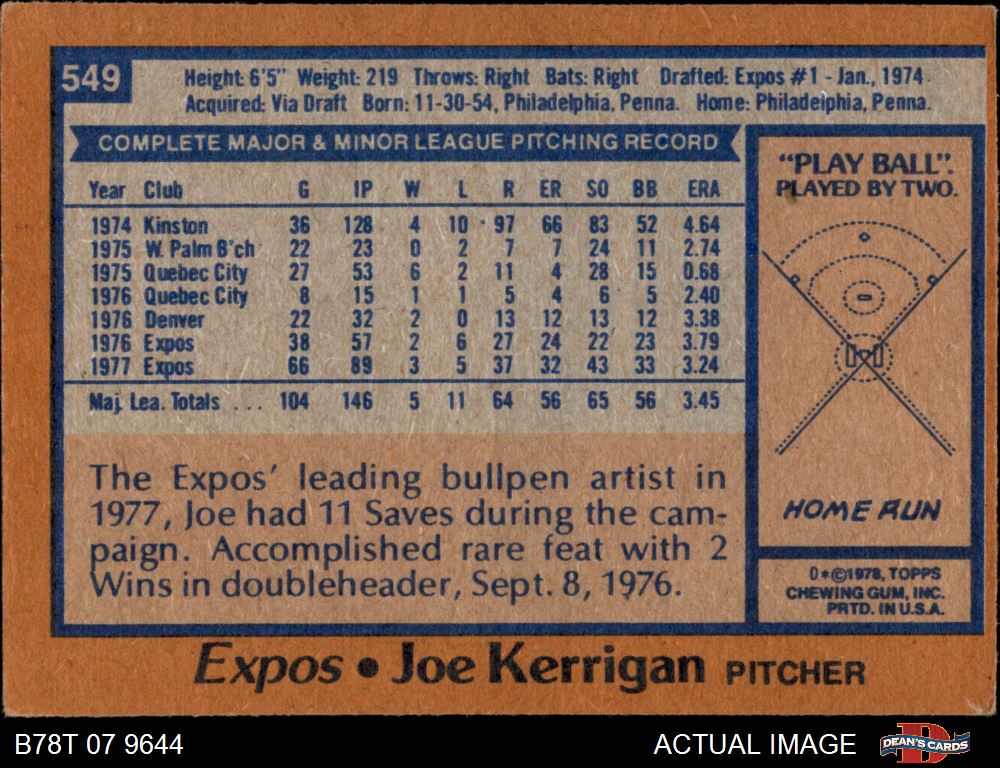 549
Height: 6'5" Weight: 219 Throws: Right Bats: Right Drafted: Expos #1 - Jan., 1974
Acquired: Via Draft Born: 11-30-54, Philadelphia, Penna. Home: Philadelphia, Penna.
COMPLETE MAJOR & MINOR LEAGUE PITCHING RECORD
Year Club G IP W L R ER SO BB ERA
1974 Kinston 36 128 4 10 97 66 83 52 4.64
1975 W. Palm B'ch 22 23 0 2 7 7 24 11 2.74
1975 Quebec City 27 53 6 2 11 4 28 15 0.68
1976 Quebec City 8 15 1 1 5 4 6 5 2.40
1976 Denver 22 32 2 0 13 12 13 12 3.38
1976 Expos 38 57 2 6 27 24 22 23 3.79
1977 Expos 66 89 3 5 37 32 43 33 3.24
Maj. Lea. Totals ... 104 146 5 11 64 56 65 56 3.45
The Expos' leading bullpen artist in
1977, Joe had 11 Saves during the cam-
paign. Accomplished rare feat with 2
Wins in doubleheader, Sept. 8, 1976.
"PLAY BALL".
PLAYED BY TWO.
HOME RUN
0*©1978, TOPPS
CHEWING GUM, INC.
PRTD. IN U.S.A.
Expos • Joe Kerrigan PITCHER
B78T 07 9644
ACTUAL IMAGE
DEAN'S CARDS